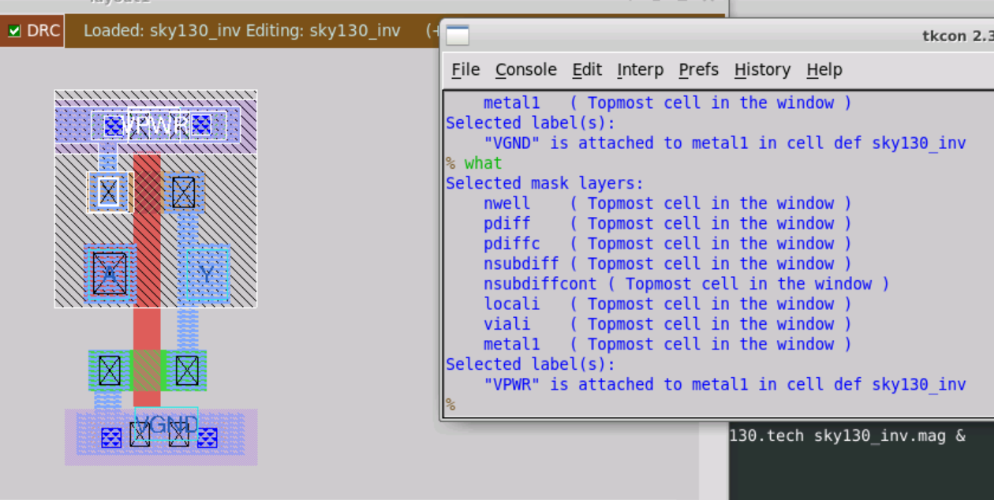 DRC Loaded: sky130_inv Editing: sky130_inv
tkcon 2.3
File Console Edit Interp Prefs History Help
metal1 ( Topmost cell in the window )
Selected label(s):
"VGND" is attached to metal1 in cell def sky130_inv
% what
Selected mask layers:
nwell ( Topmost cell in the window )
pdiff ( Topmost cell in the window )
pdiffc ( Topmost cell in the window )
nsubdiff ( Topmost cell in the window )
nsubdiffcont ( Topmost cell in the window )
locali ( Topmost cell in the window )
viali ( Topmost cell in the window )
metal1 ( Topmost cell in the window )
Selected label(s):
"VPWR" is attached to metal1 in cell def sky130_inv
%
130.tech sky130_inv.mag &
VPWR
A
Y
VGND